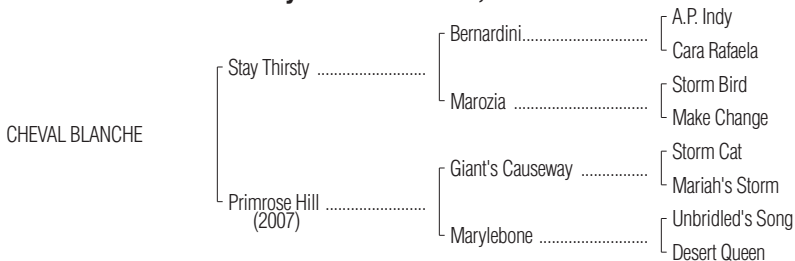 A.P. Indy
Bernardini
Cara Rafaela
Stay Thirsty
Storm Bird
Marozia
Make Change
CHEVAL BLANCHE
Storm Cat
Giant's Causeway
Mariah's Storm
Primrose Hill
(2007)
Unbridled's Song
Marylebone
Desert Queen